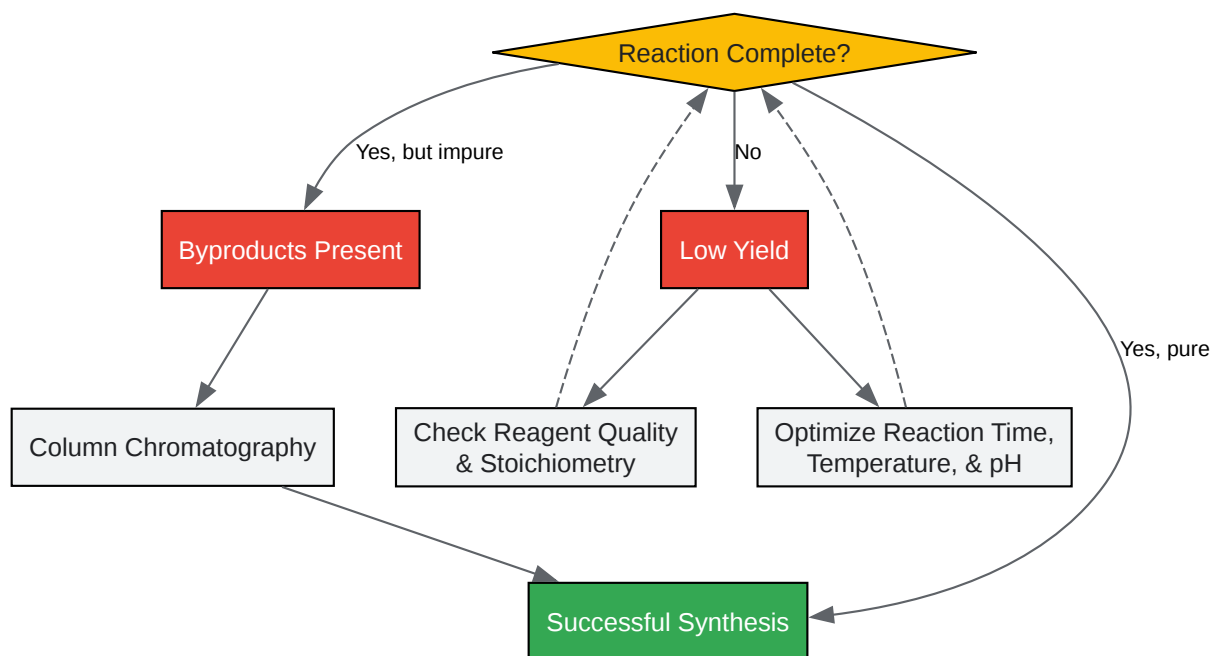 Reaction Complete?
Yes, but impure
No
Byproducts Present
Low Yield
Yes, pure
Column Chromatography
Check Reagent Quality
& Stoichiometry
Optimize Reaction Time,
Temperature, & pH
Successful Synthesis